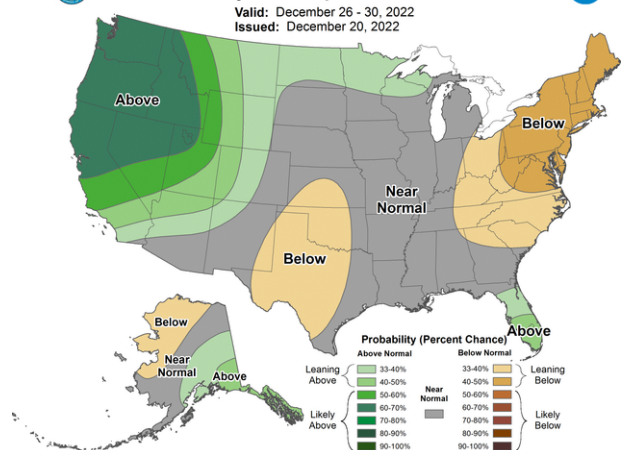 Valid: December 26 - 30, 2022
Issued: December 20, 2022
Above
Below
Near
Normal
Below
Above
Below
Near
Normal
Above
Probability (Percent Chance)
Above Normal
Below Normal
Leaning
Above
33-40%
40-50%
Likely
Above
50-60%
60-70%
70-80%
80-90%
90-100%
Near
Normal
33-40%
40-50%
Leaning
Below
50-60%
60-70%
70-80%
80-90%
90-100%
Likely
Below